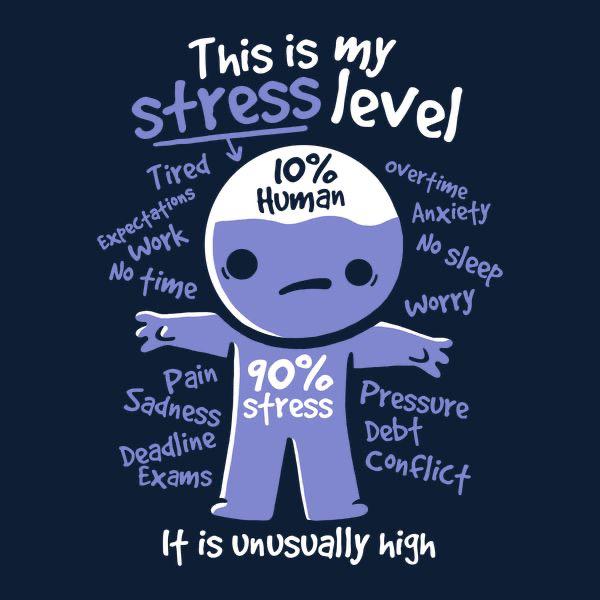 This is my
stress level
10%
Human
Tired
Expectations
Work
No time
overtime
Anxiety
No sleep
Worry
90%
stress
Pain
Sadness
Deadline
Exams
Pressure
Debt
Conflict
It is unusually high